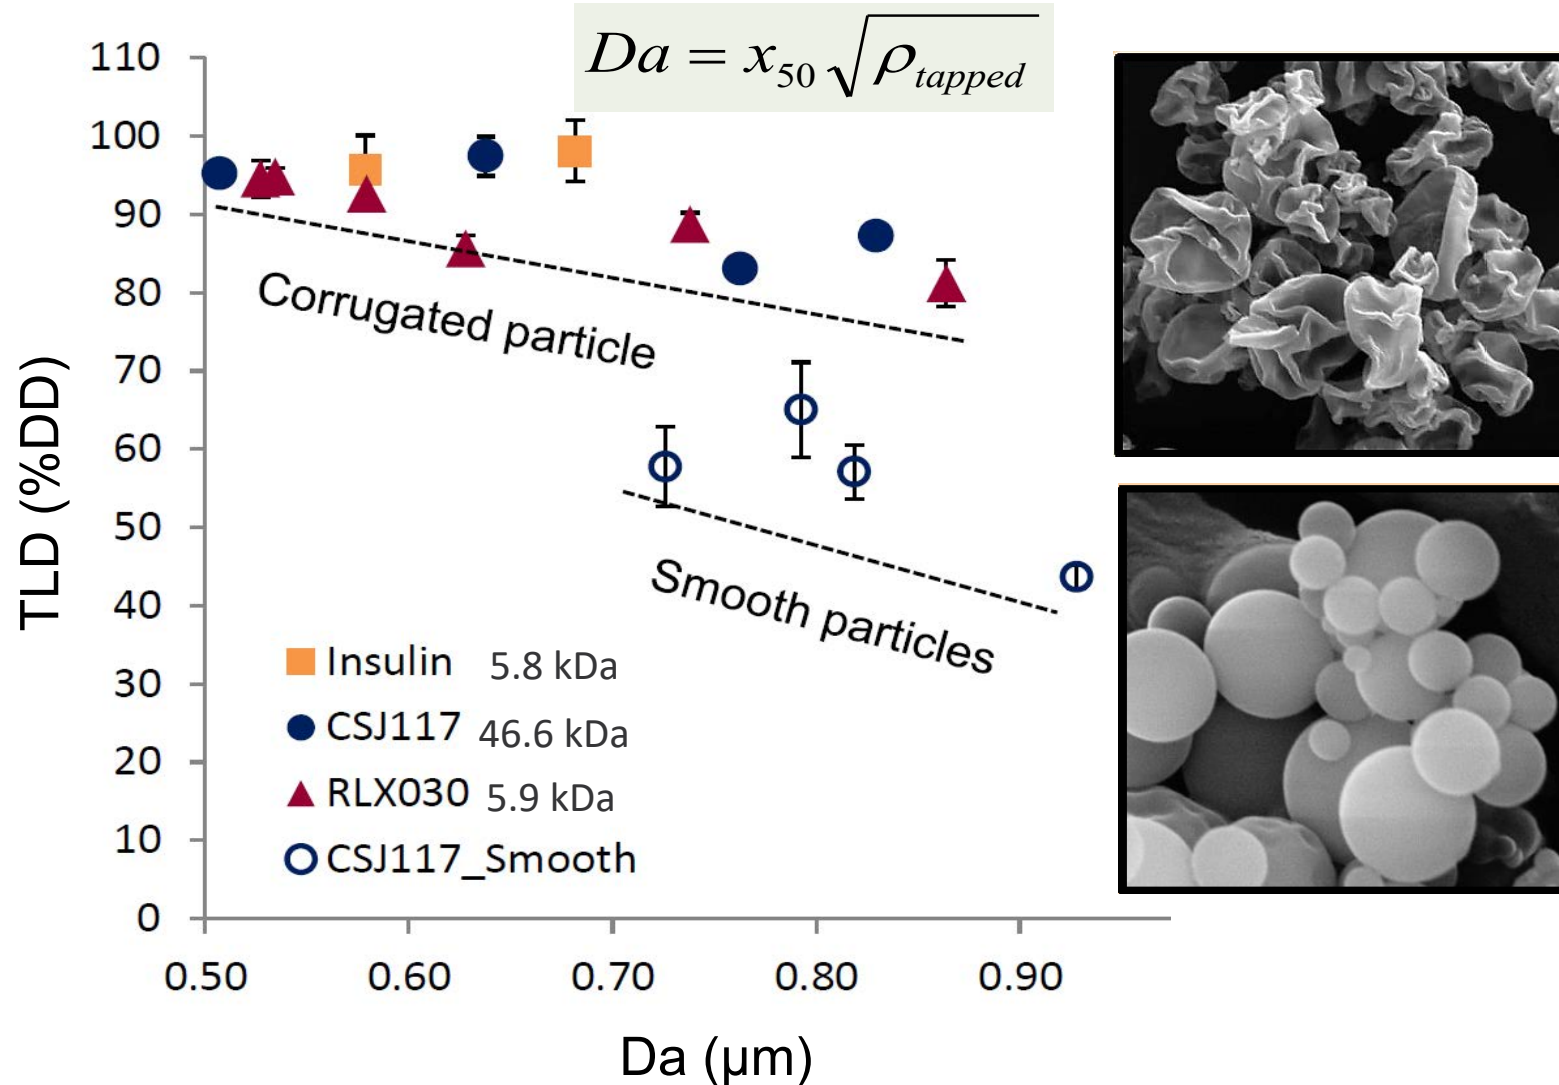 Da = x₅₀ √ρ_tapped
110
100
90
80
70
60
50
40
30
20
10
0
TLD (%DD)
Corrugated particle
Smooth particles
Insulin 5.8 kDa
CSJ117 46.6 kDa
RLX030 5.9 kDa
CSJ117_Smooth
0.50 0.60 0.70 0.80 0.90
Da (µm)